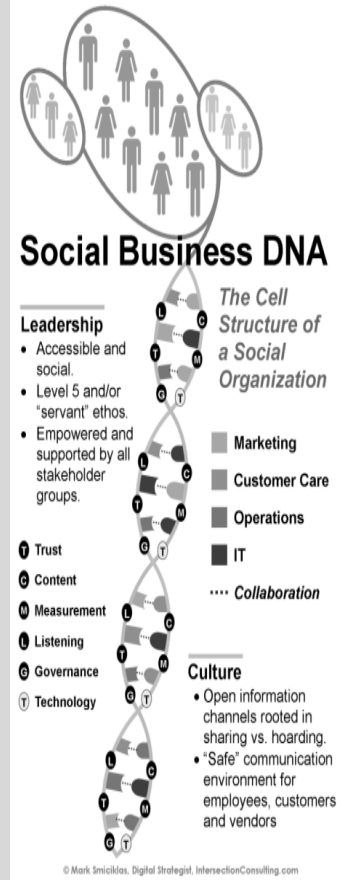 Social Business DNA
The Cell
Structure of
a Social
Organization
Leadership
• Accessible and
social.
• Level 5 and/or
"servant" ethos.
• Empowered and
supported by all
stakeholder
groups.
Marketing
Customer Care
Operations
IT
Collaboration
T Trust
C Content
M Measurement
L Listening
G Governance
T Technology
L
C
T
M
G
T
L
C
T
M
G
T
L
C
T
M
G
T
L
C
T
M
G
T
Culture
• Open information
channels rooted in
sharing vs. hoarding.
• "Safe" communication
environment for
employees, customers
and vendors
© Mark Smiciklas, Digital Strategist, IntersectionConsulting.com